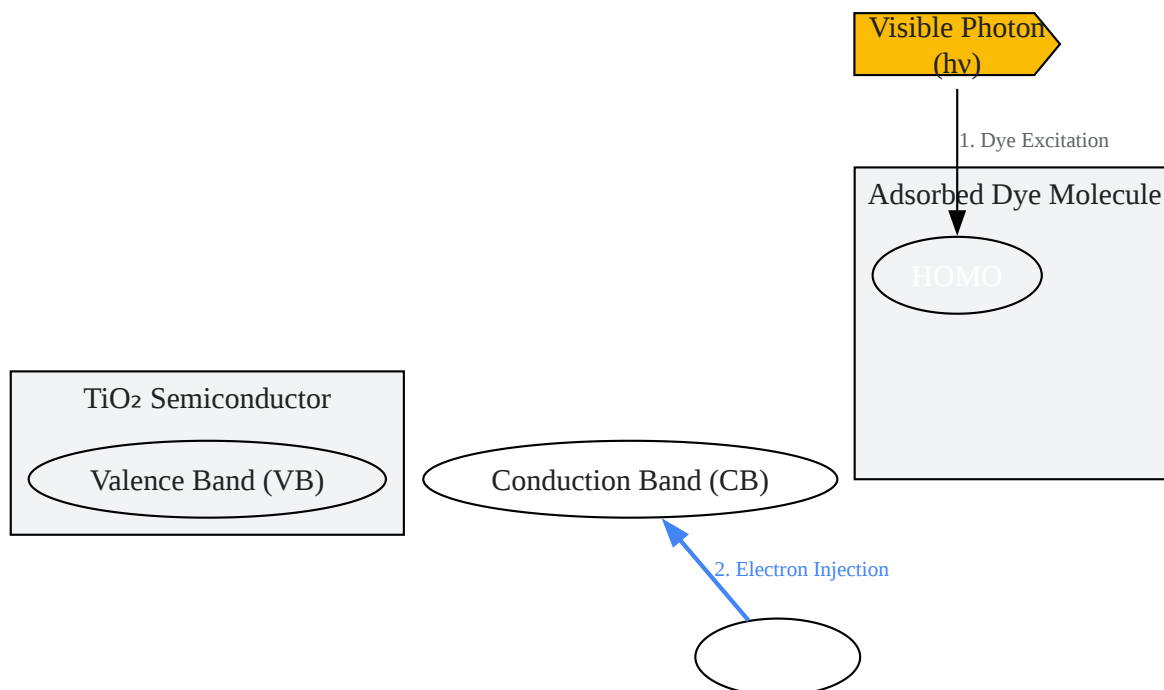 Visible Photon
(hν)
1. Dye Excitation
Adsorbed Dye Molecule
HOMO
TiO₂ Semiconductor
Valence Band (VB)
Conduction Band (CB)
2. Electron Injection